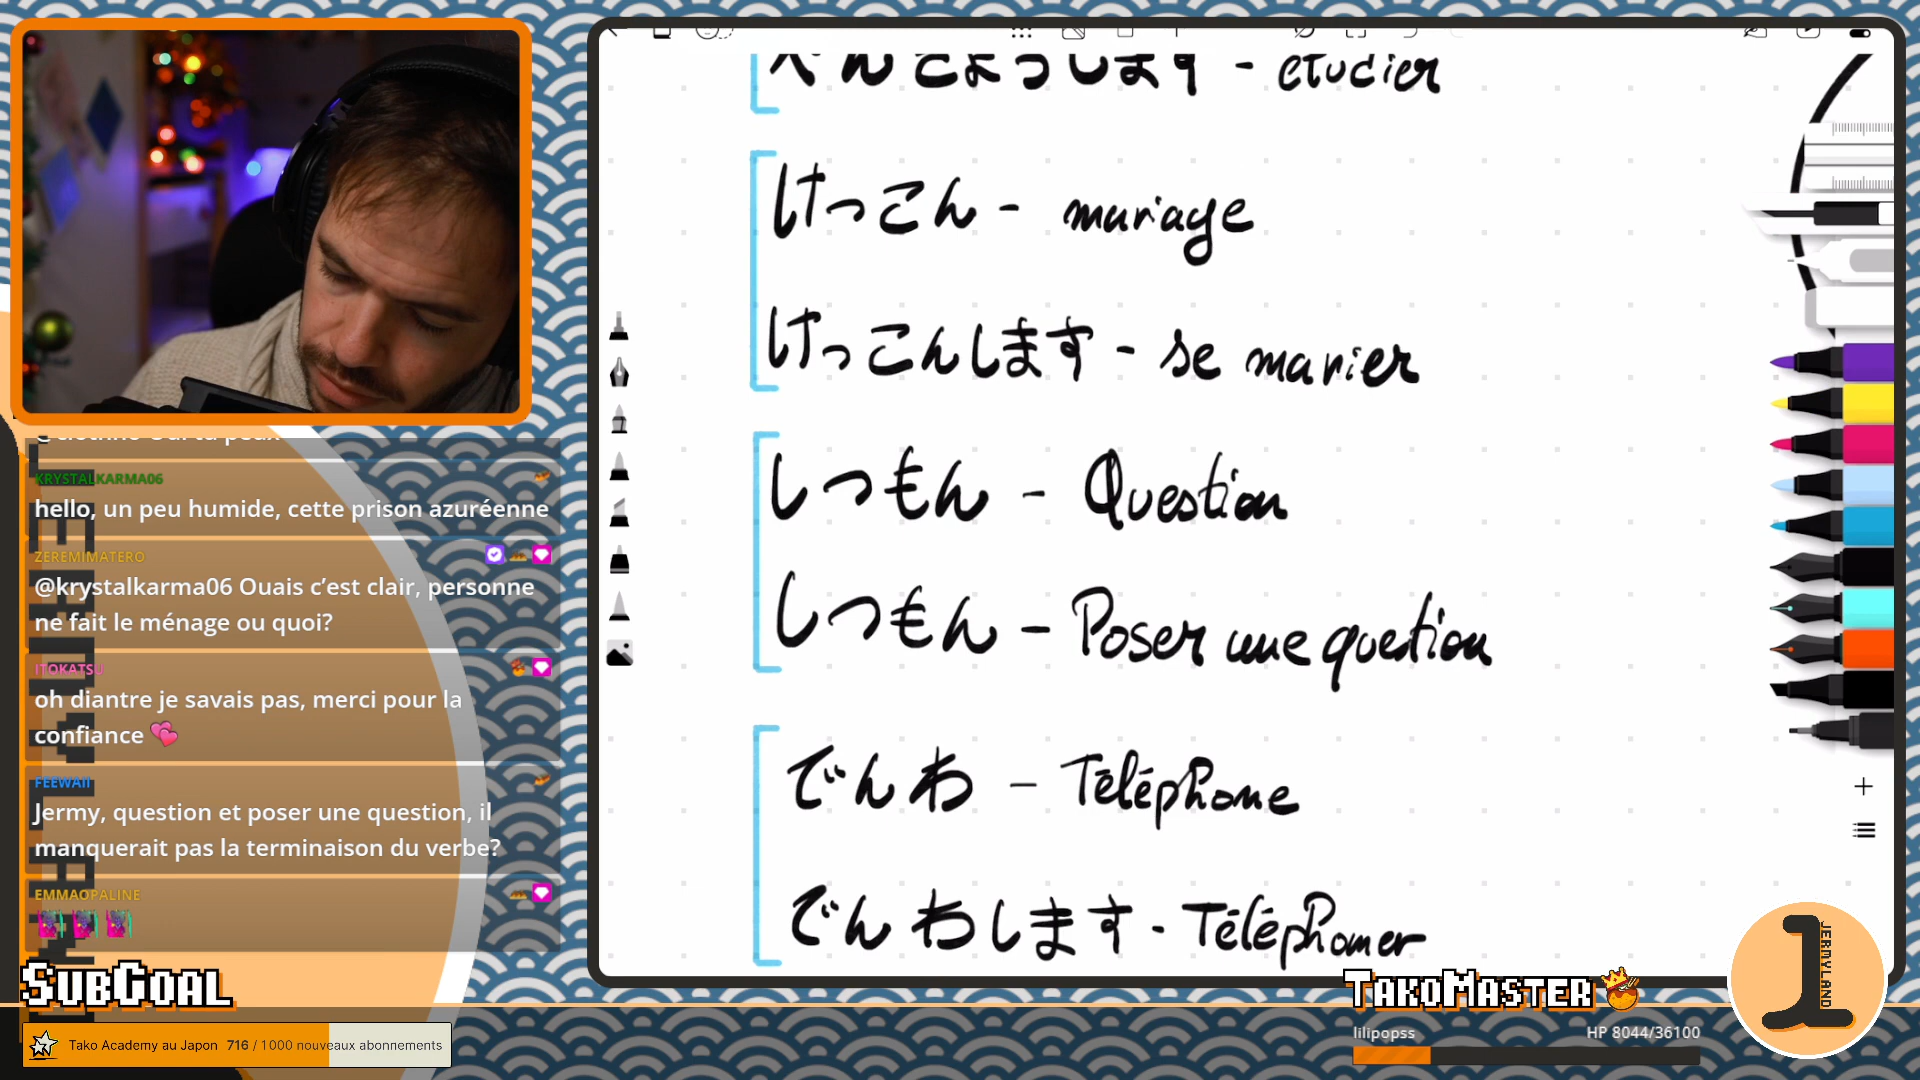 KRYSTALKARMA06
hello, un peu humide, cette prison azuréenne
ZEREMIMATERO
@krystalkarma06 Ouais c'est clair, personne
ne fait le ménage ou quoi?
ITOKATSU
oh diantre je savais pas, merci pour la
confiance 💕
FEEWAII
Jermy, question et poser une question, il
manquerait pas la terminaison du verbe?
EMMAOPALINE
SUBGOAL
Tako Academy au Japon 716 / 1000 nouveaux abonnements
べんきょうします - étudier
けっこん - mariage
けっこんします - se marier
しつもん - Question
しつもん - Poser une question
でんわ - Téléphone
でんわします - Téléphoner
TAKOMASTER
lilipopss HP 8044/36100
JERMYLAND